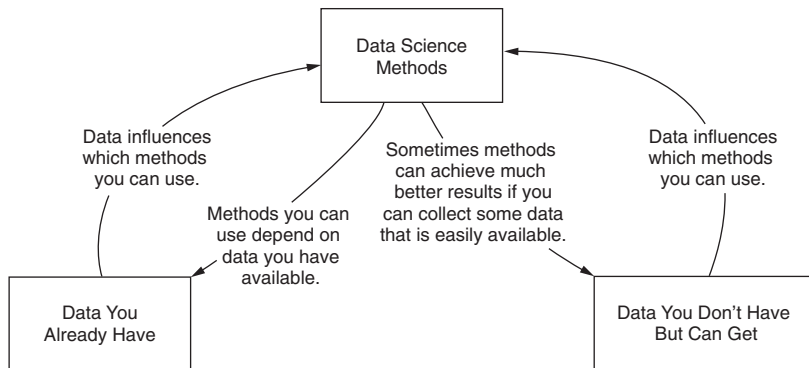 Data Science
Methods
Data influences
which methods
you can use.
Methods you can
use depend on
data you have
available.
Sometimes methods
can achieve much
better results if you
can collect some data
that is easily available.
Data influences
which methods
you can use.
Data You
Already Have
Data You Don’t Have
But Can Get